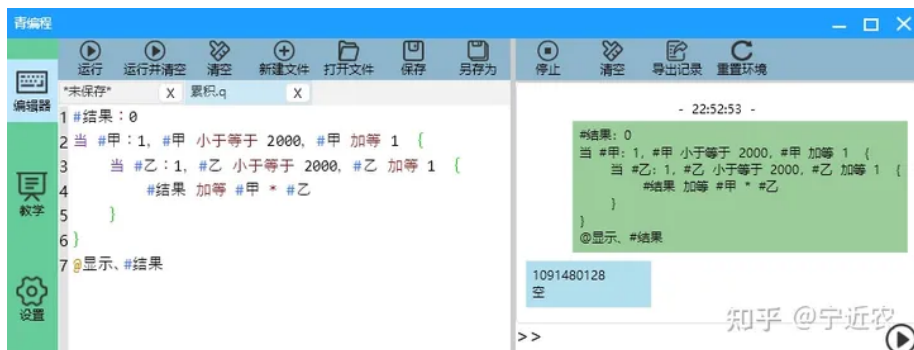 青编程
运行 运行并清空 清空 新建文件 打开文件 保存 另存为
停止 清空 导出记录 重置环境
编辑器
教学
设置
*未保存* X 累积.q X
1 #结果：0
2 当 #甲：1, #甲 小于等于 2000, #甲 加等 1 {
3 当 #乙：1, #乙 小于等于 2000, #乙 加等 1 {
4 #结果 加等 #甲 * #乙
5 }
6 }
7 @显示、#结果
- 22:52:53 -
#结果: 0
当 #甲: 1, #甲 小于等于 2000, #甲 加等 1 {
当 #乙: 1, #乙 小于等于 2000, #乙 加等 1 {
#结果 加等 #甲 * #乙
}
}
@显示、#结果
1091480128
空
>>
知乎 @宁近农